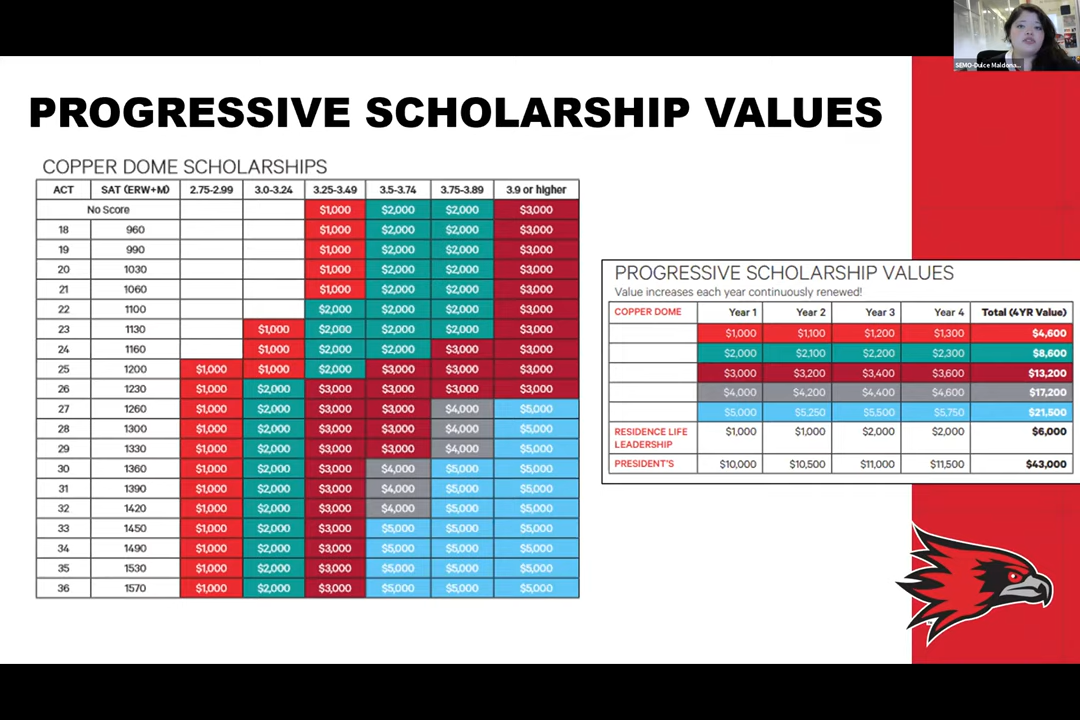 SEMO-Dulce Maldona...
PROGRESSIVE SCHOLARSHIP VALUES
COPPER DOME SCHOLARSHIPS
ACT SAT (ERW+M) 2.75-2.99 3.0-3.24 3.25-3.49 3.5-3.74 3.75-3.89 3.9 or higher
No Score $1,000 $2,000 $2,000 $3,000
18 960 $1,000 $2,000 $2,000 $3,000
19 990 $1,000 $2,000 $2,000 $3,000
20 1030 $1,000 $2,000 $2,000 $3,000
21 1060 $1,000 $2,000 $2,000 $3,000
22 1100 $2,000 $2,000 $2,000 $3,000
23 1130 $1,000 $2,000 $2,000 $2,000 $3,000
24 1160 $1,000 $2,000 $2,000 $3,000 $3,000
25 1200 $1,000 $1,000 $2,000 $3,000 $3,000 $3,000
26 1230 $1,000 $2,000 $3,000 $3,000 $3,000 $3,000
27 1260 $1,000 $2,000 $3,000 $3,000 $4,000 $5,000
28 1300 $1,000 $2,000 $3,000 $3,000 $4,000 $5,000
29 1330 $1,000 $2,000 $3,000 $3,000 $4,000 $5,000
30 1360 $1,000 $2,000 $3,000 $4,000 $5,000 $5,000
31 1390 $1,000 $2,000 $3,000 $4,000 $5,000 $5,000
32 1420 $1,000 $2,000 $3,000 $4,000 $5,000 $5,000
33 1450 $1,000 $2,000 $3,000 $5,000 $5,000 $5,000
34 1490 $1,000 $2,000 $3,000 $5,000 $5,000 $5,000
35 1530 $1,000 $2,000 $3,000 $5,000 $5,000 $5,000
36 1570 $1,000 $2,000 $3,000 $5,000 $5,000 $5,000
PROGRESSIVE SCHOLARSHIP VALUES
Value increases each year continuously renewed!
COPPER DOME Year 1 Year 2 Year 3 Year 4 Total (4YR Value)
$1,000 $1,100 $1,200 $1,300 $4,600
$2,000 $2,100 $2,200 $2,300 $8,600
$3,000 $3,200 $3,400 $3,600 $13,200
$4,000 $4,200 $4,400 $4,600 $17,200
$5,000 $5,250 $5,500 $5,750 $21,500
RESIDENCE LIFE $1,000 $1,000 $2,000 $2,000 $6,000
LEADERSHIP
PRESIDENT'S $10,000 $10,500 $11,000 $11,500 $43,000